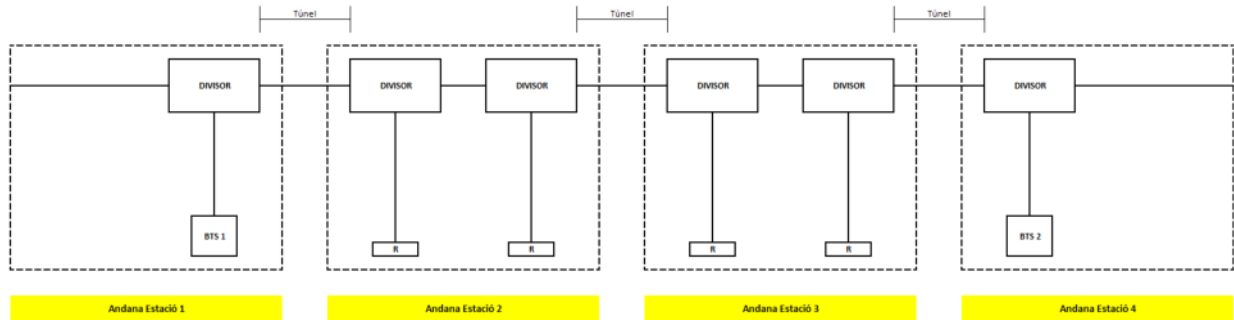 Túnel
Túnel
Túnel
DIVISOR
DIVISOR
DIVISOR
DIVISOR
DIVISOR
DIVISOR
BTS 1
R
R
R
R
BTS 2
Andana Estació 1
Andana Estació 2
Andana Estació 3
Andana Estació 4